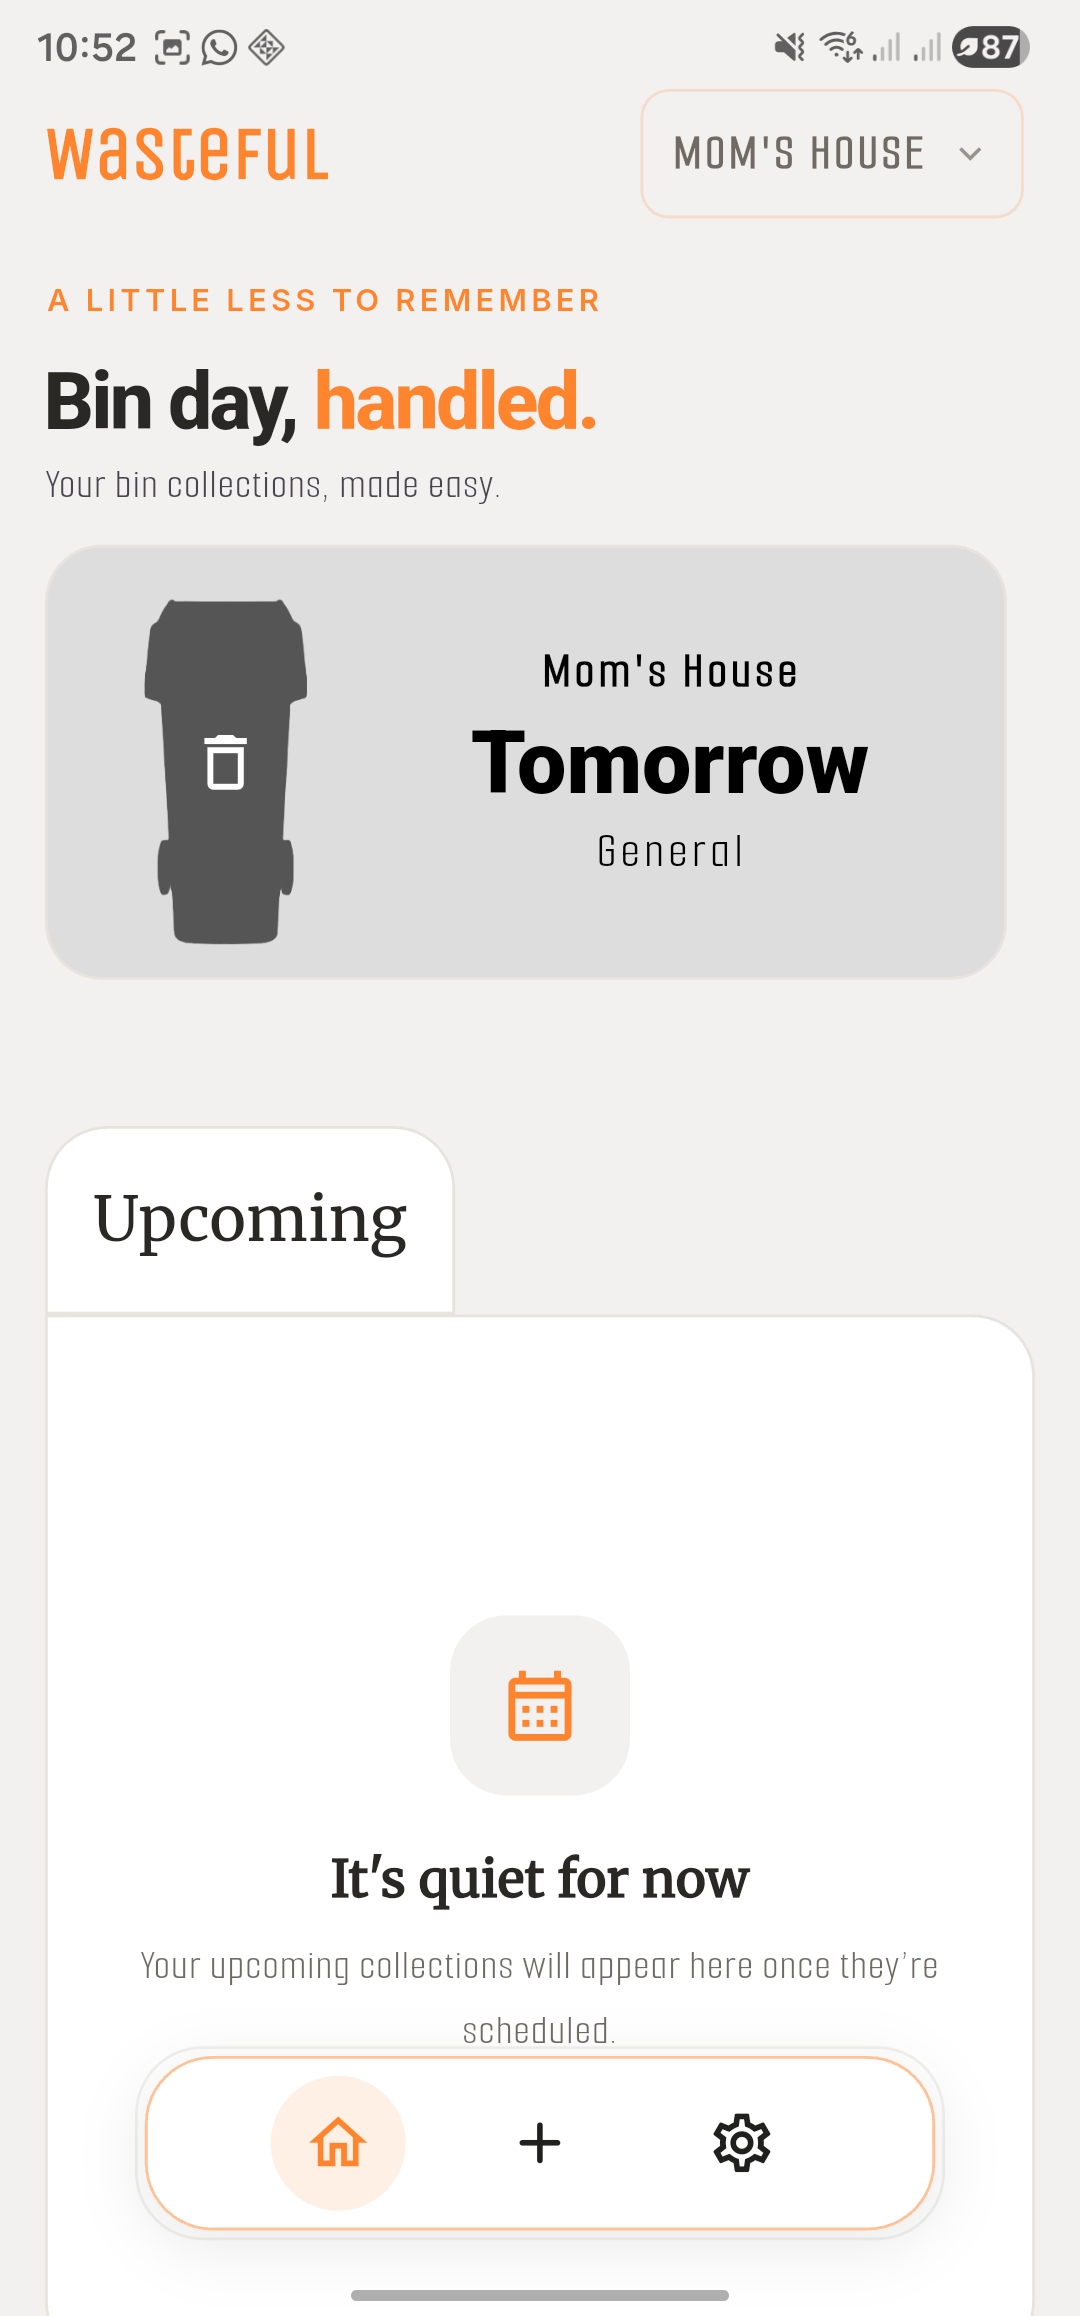 10:52
6
87
wasteful
MOM'S HOUSE
A LITTLE LESS TO REMEMBER
Bin day, handled.
Your bin collections, made easy.
Mom's House
Tomorrow
General
Upcoming
It's quiet for now
Your upcoming collections will appear here once they’re
scheduled.